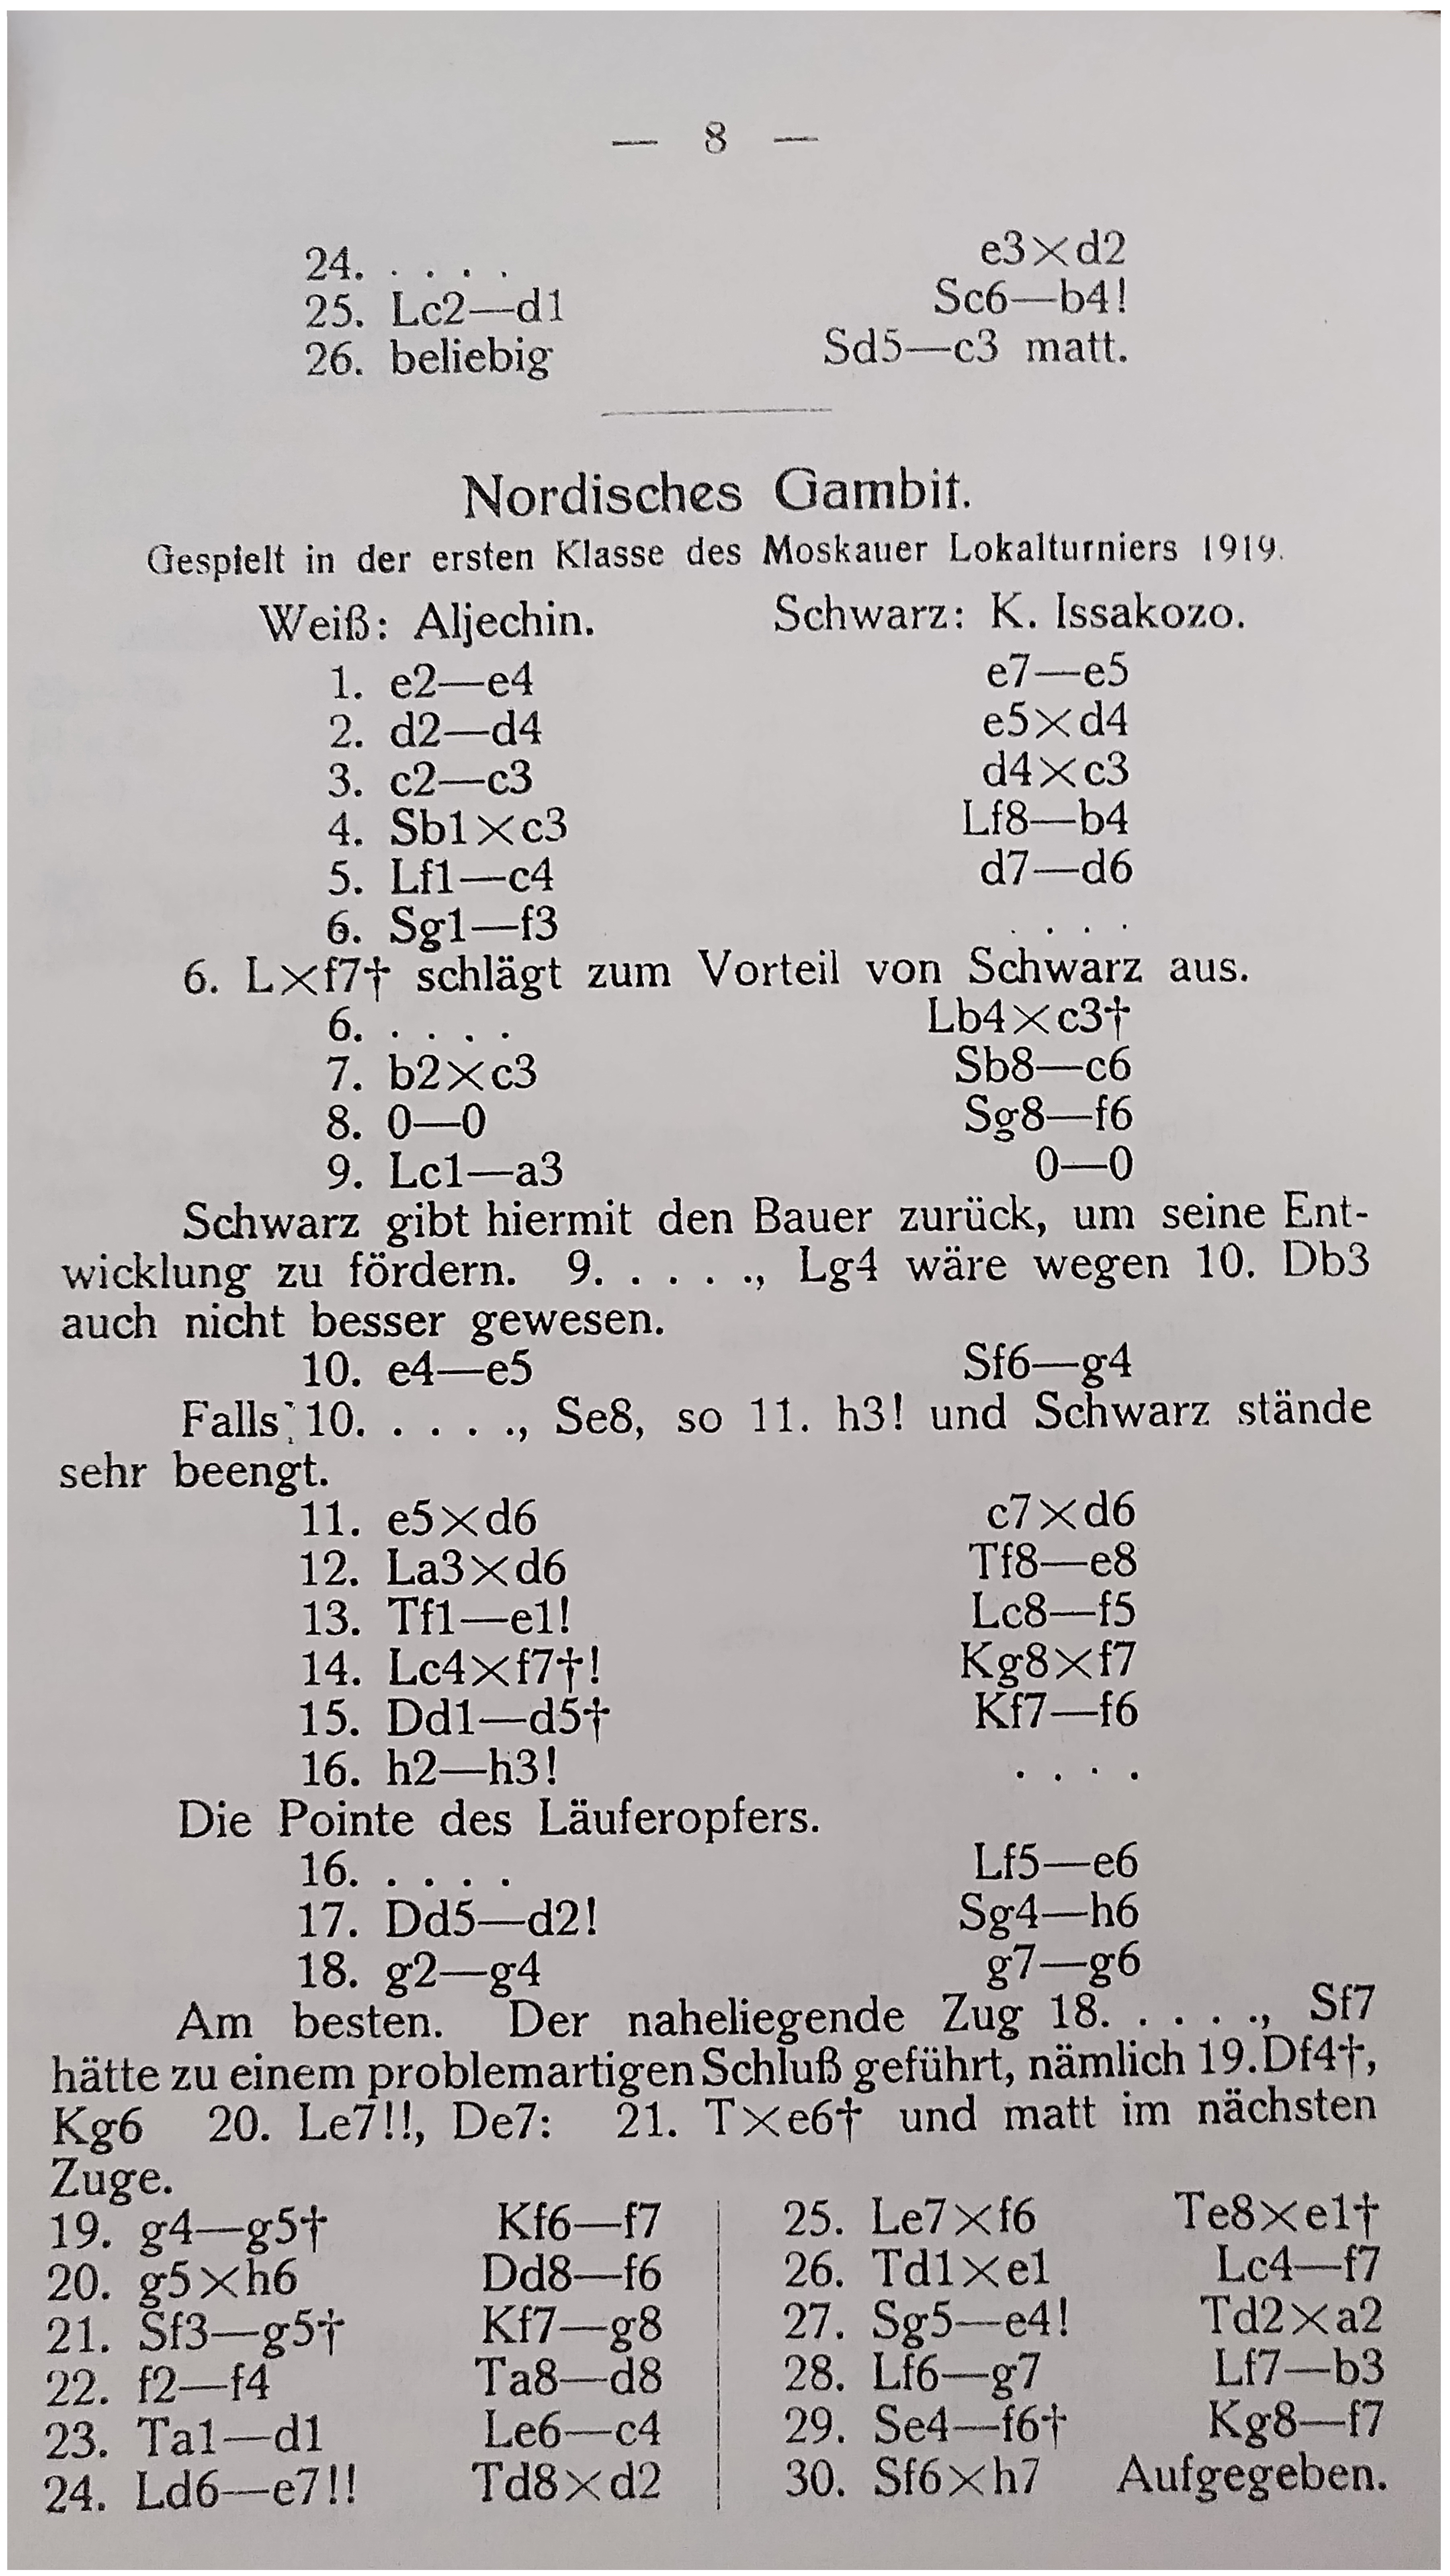 — 8 —
24. . . . . e3×d2
25. Lc2—d1 Sc6—b4!
26. beliebig Sd5—c3 matt.
Nordisches Gambit.
Gespielt in der ersten Klasse des Moskauer Lokalturniers 1919.
Weiß: Aljechin. Schwarz: K. Issakozo.
1. e2—e4 e7—e5
2. d2—d4 e5×d4
3. c2—c3 d4×c3
4. Sb1×c3 Lf8—b4
5. Lf1—c4 d7—d6
6. Sg1—f3 . . . .
6. L×f7† schlägt zum Vorteil von Schwarz aus.
6. . . . . Lb4×c3†
7. b2×c3 Sb8—c6
8. 0—0 Sg8—f6
9. Lc1—a3 0—0
Schwarz gibt hiermit den Bauer zurück, um seine Ent-
wicklung zu fördern. 9. . . . . ., Lg4 wäre wegen 10. Db3
auch nicht besser gewesen.
10. e4—e5 Sf6—g4
Falls 10. . . . . ., Se8, so 11. h3! und Schwarz stände
sehr beengt.
11. e5×d6 c7×d6
12. La3×d6 Tf8—e8
13. Tf1—e1! Lc8—f5
14. Lc4×f7†! Kg8×f7
15. Dd1—d5† Kf7—f6
16. h2—h3! . . . .
Die Pointe des Läuferopfers.
16. . . . . Lf5—e6
17. Dd5—d2! Sg4—h6
18. g2—g4 g7—g6
Am besten. Der naheliegende Zug 18. . . . . ., Sf7
hätte zu einem problemartigen Schluß geführt, nämlich 19. Df4†,
Kg6 20. Le7!!, De7: 21. T×e6† und matt im nächsten
Zuge.
19. g4—g5† Kf6—f7
20. g5×h6 Dd8—f6
21. Sf3—g5† Kf7—g8
22. f2—f4 Ta8—d8
23. Ta1—d1 Le6—c4
24. Ld6—e7!! Td8×d2
25. Le7×f6 Te8×e1†
26. Td1×e1 Lc4—f7
27. Sg5—e4! Td2×a2
28. Lf6—g7 Lf7—b3
29. Se4—f6† Kg8—f7
30. Sf6×h7 Aufgegeben.